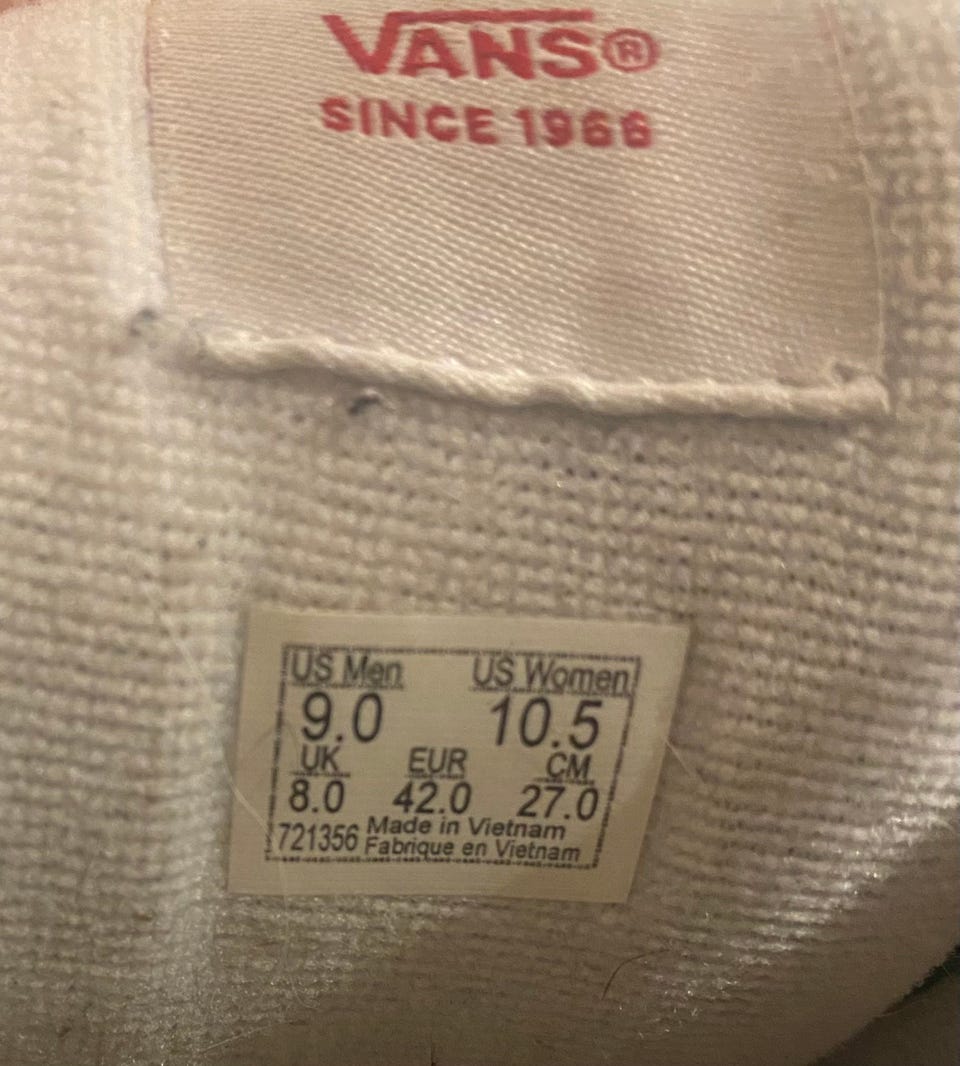 VANS®
SINCE 1966
US Men US Women
9.0 10.5
UK EUR CM
8.0 42.0 27.0
721356 Made in Vietnam
Fabrique en Vietnam